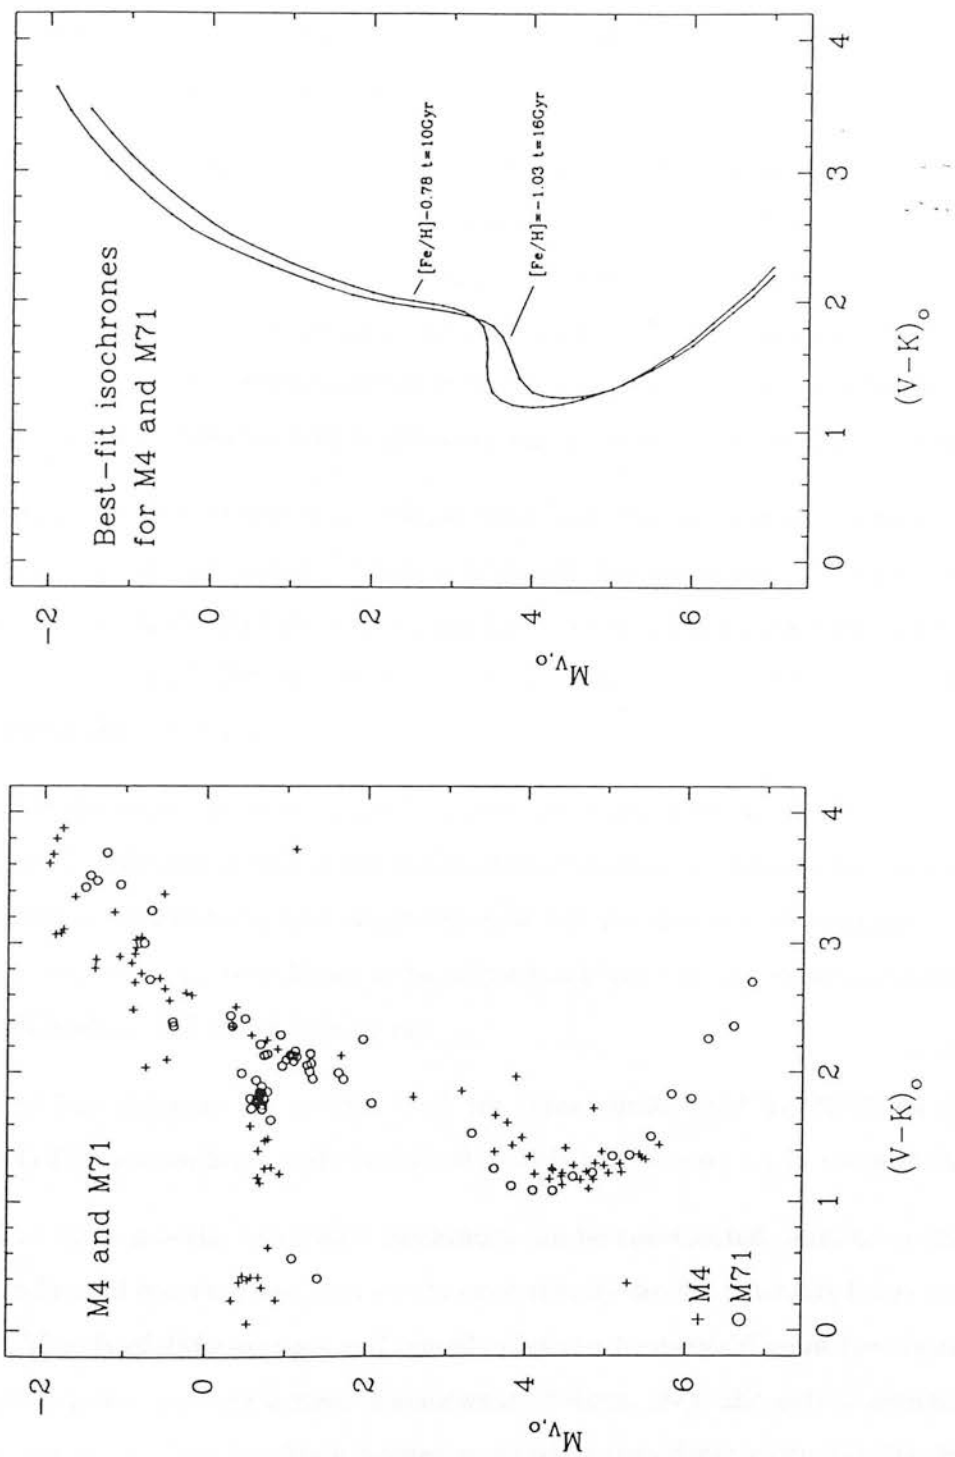 M4 and M71
-2
0
2
4
6
M_V,o
+ M4
○ M71
0
1
2
3
4
(V-K)_o
Best-fit isochrones
for M4 and M71
[Fe/H]-0.78 t=10Gyr
[Fe/H]=-1.03 t=16Gyr
-2
0
2
4
6
M_V,o
0
1
2
3
4
(V-K)_o